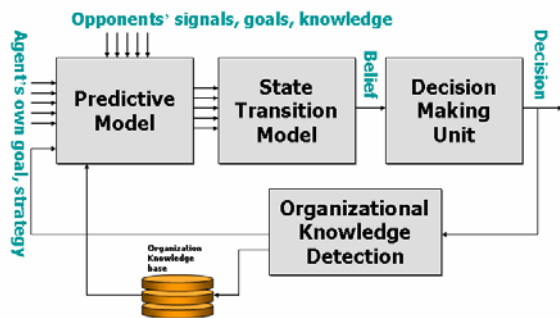 Opponents' signals, goals, knowledge
Agent's own goal, strategy
Predictive
Model
State
Transition
Model
Belief
Decision
Making
Unit
Decision
Organizational
Knowledge
Detection
Organization
Knowledge
base